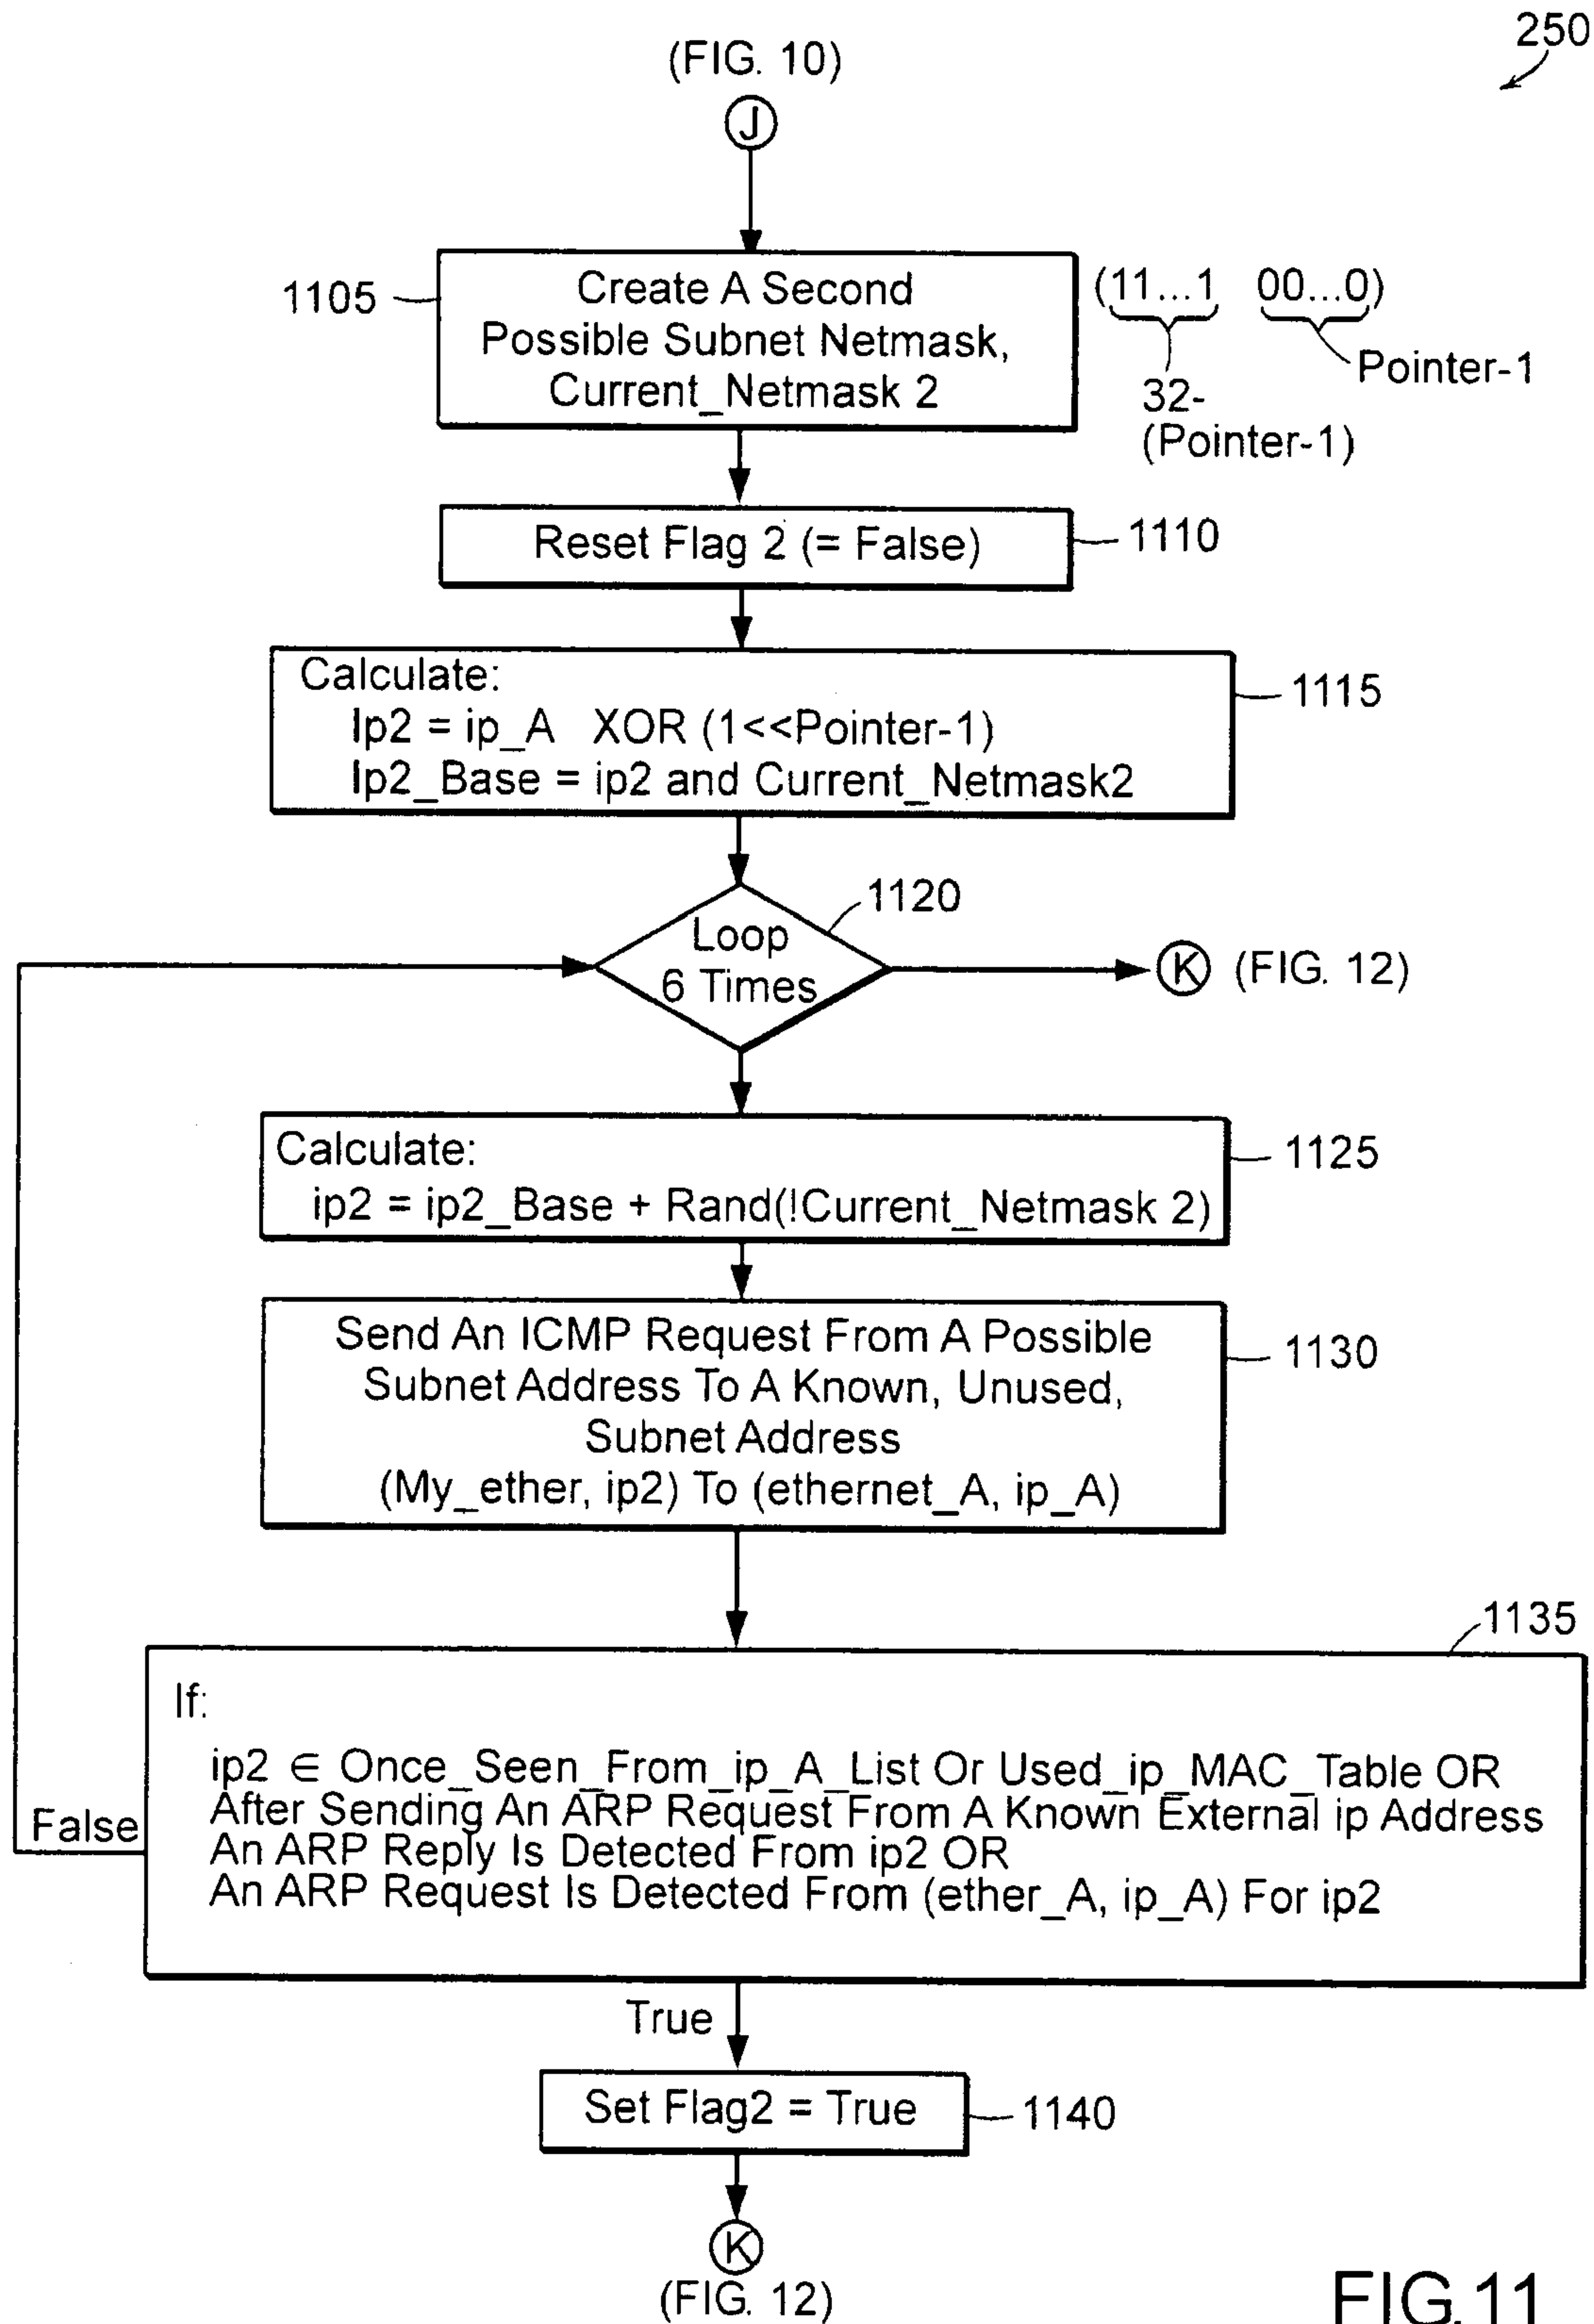 250
(FIG. 10)
J
1105
Create A Second
Possible Subnet Netmask,
Current_Netmask 2
(11...1 00...0)
Pointer-1
32-
(Pointer-1)
Reset Flag 2 (= False)
1110
Calculate:
Ip2 = ip_A XOR (1<<Pointer-1)
Ip2_Base = ip2 and Current_Netmask2
1115
1120
Loop
6 Times
K (FIG. 12)
Calculate:
ip2 = ip2_Base + Rand(!Current_Netmask 2)
1125
Send An ICMP Request From A Possible
Subnet Address To A Known, Unused,
Subnet Address
(My_ether, ip2) To (ethernet_A, ip_A)
1130
1135
If:
ip2 ∈ Once_Seen_From_ip_A_List Or Used_ip_MAC_Table OR
After Sending An ARP Request From A Known External ip Address
An ARP Reply Is Detected From ip2 OR
An ARP Request Is Detected From (ether_A, ip_A) For ip2
False
True
Set Flag2 = True
1140
K
(FIG. 12)
FIG.11